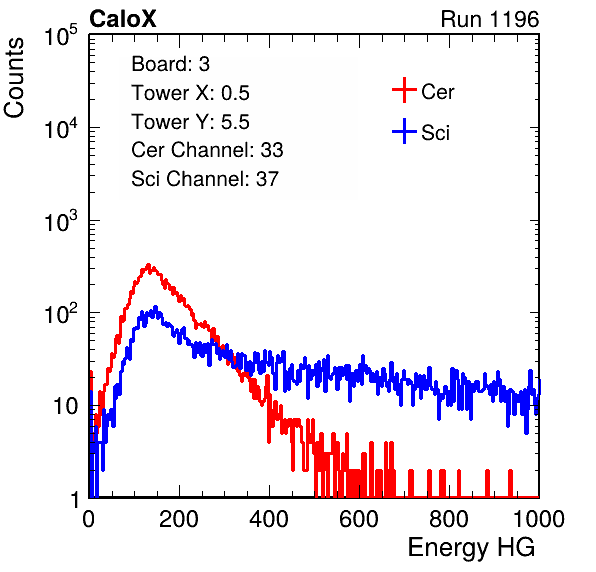 CaloX Run 1196
Counts
10^5
10^4
10^3
10^2
10
1
Board: 3
Tower X: 0.5
Tower Y: 5.5
Cer Channel: 33
Sci Channel: 37
Cer
Sci
0 200 400 600 800 1000
Energy HG